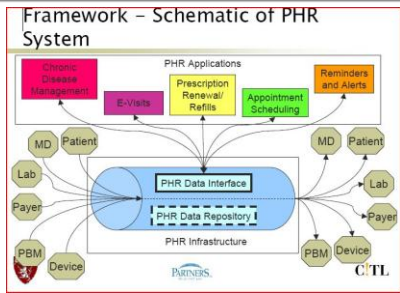 Framework - Schematic of PHR
System
PHR Applications
Chronic
Disease
Management
E-Visits
Prescription
Renewal/
Refills
Appointment
Scheduling
Reminders
and Alerts
MD
Patient
Lab
Payer
PBM
Device
PHR Data Interface
PHR Data Repository
PHR Infrastructure
MD
Patient
Lab
Payer
Device
PBM
PARTNERS
C!TL